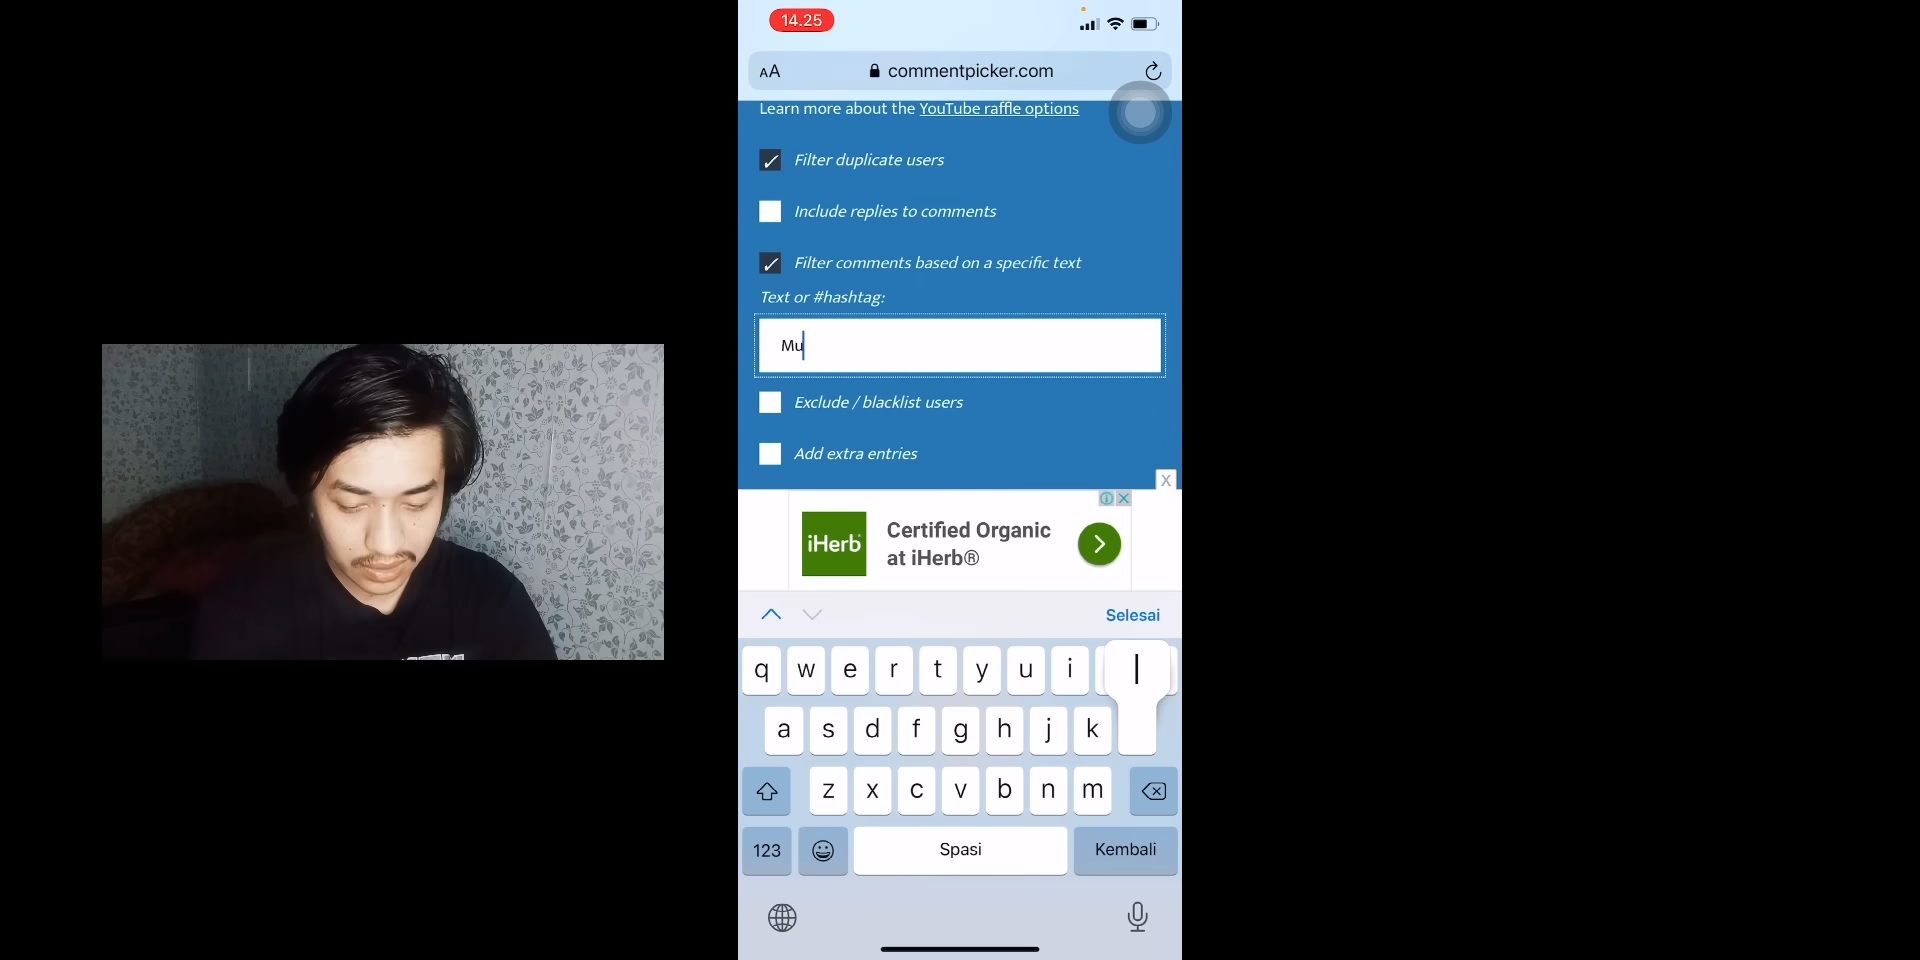 14.25
AA commentpicker.com
Learn more about the YouTube raffle options
Filter duplicate users
Include replies to comments
Filter comments based on a specific text
Text or #hashtag:
Mu
Exclude / blacklist users
Add extra entries
X
iHerb
Certified Organic
at iHerb®
Selesai
q w e r t y u i
a s d f g h j k l
z x c v b n m
123 Spasi Kembali